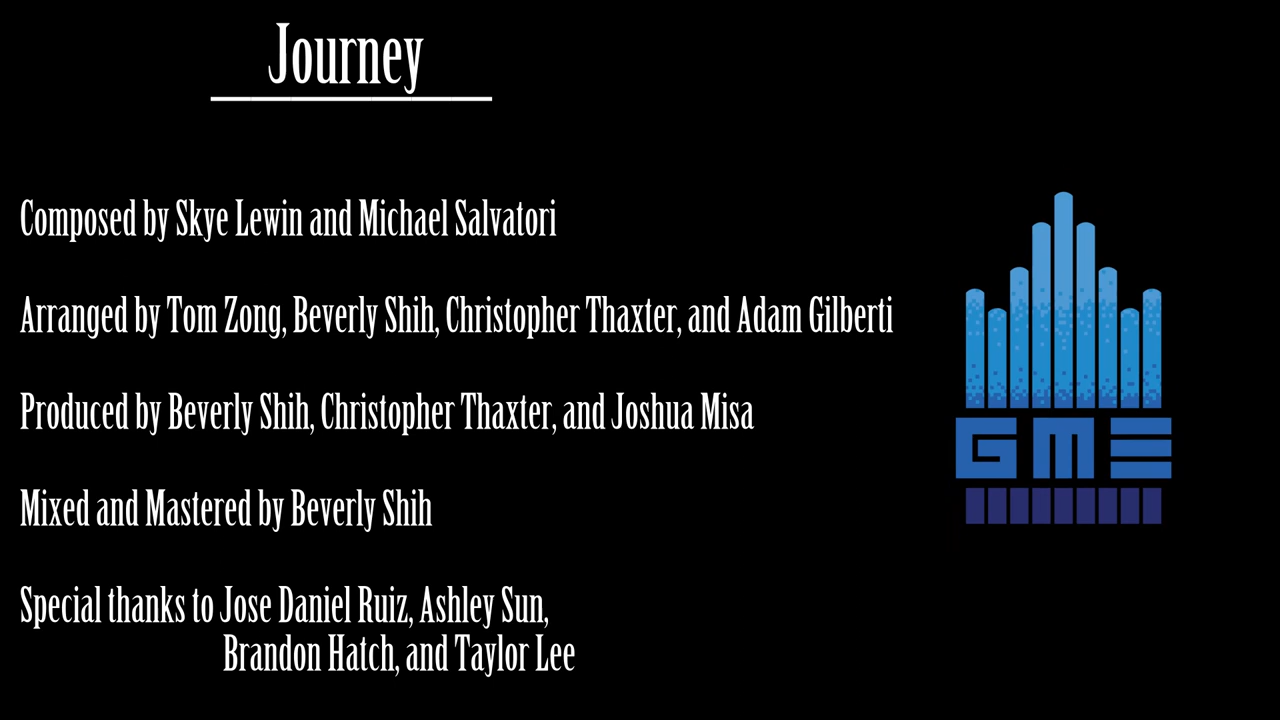 Journey
Composed by Skye Lewin and Michael Salvatori
Arranged by Tom Zong, Beverly Shih, Christopher Thaxter, and Adam Gilberti
Produced by Beverly Shih, Christopher Thaxter, and Joshua Misa
Mixed and Mastered by Beverly Shih
Special thanks to Jose Daniel Ruiz, Ashley Sun,
Brandon Hatch, and Taylor Lee
GME